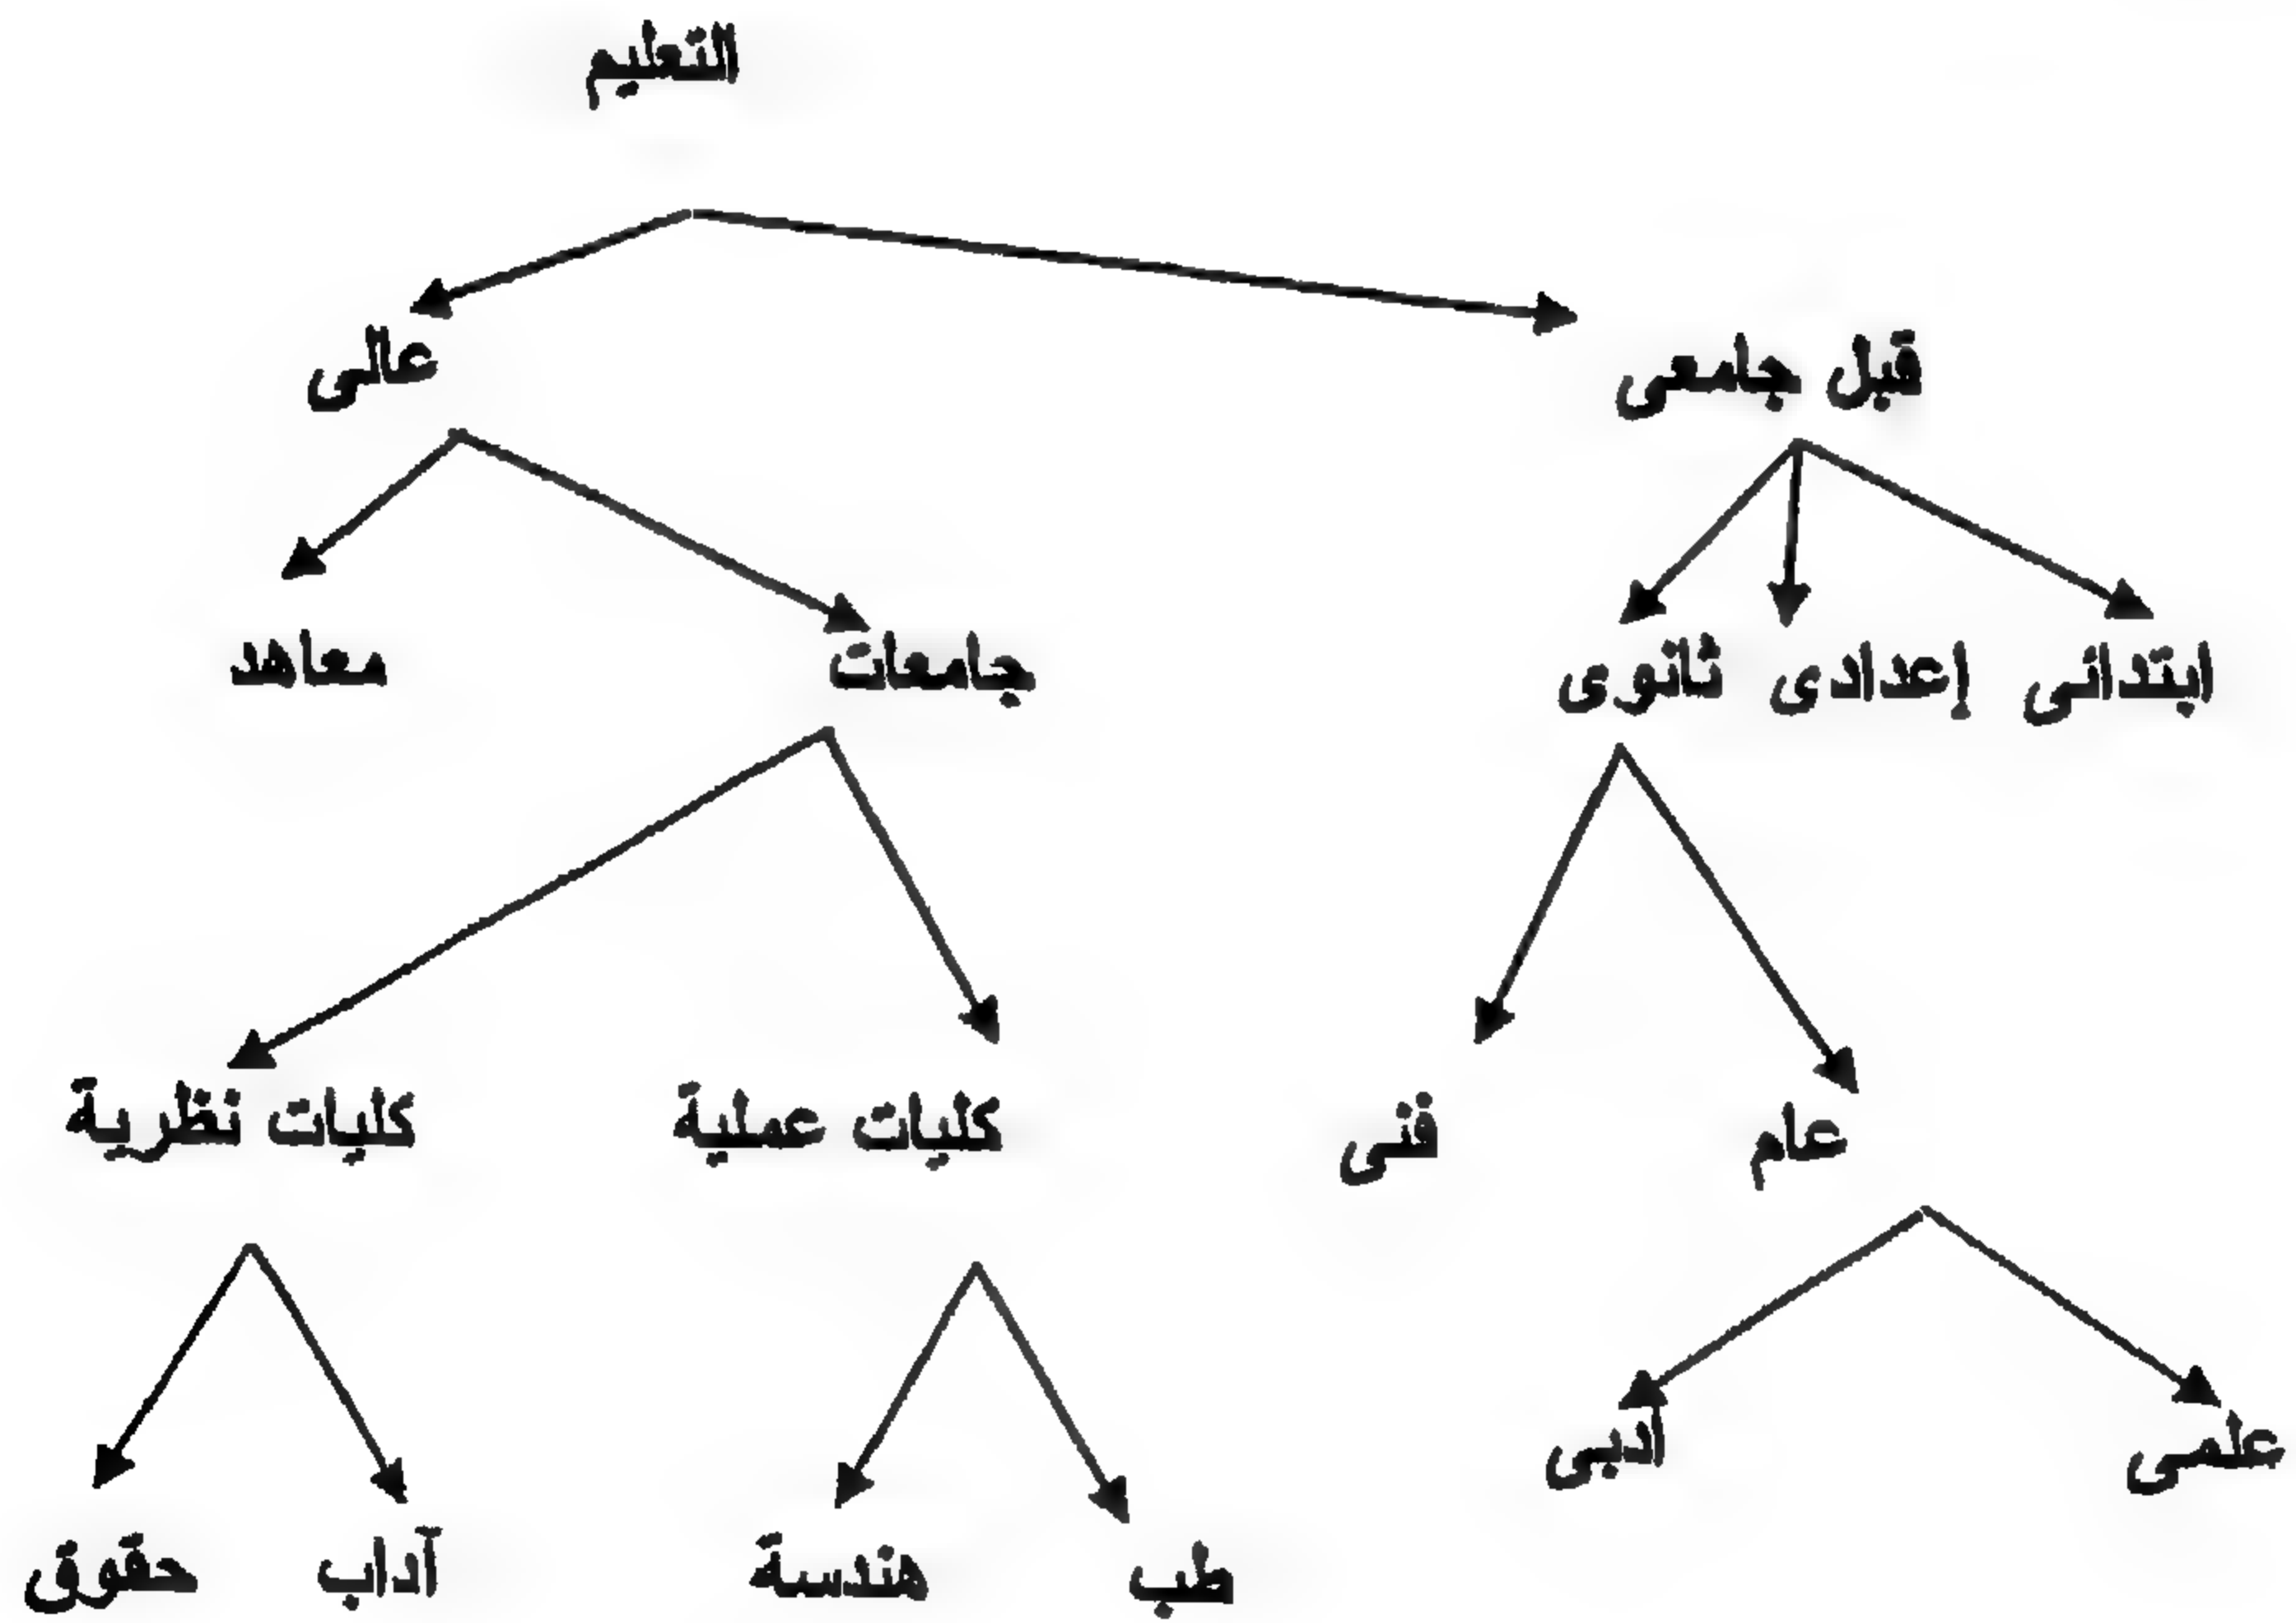 التعليم
قبل جامعى عالى
ابتدائى إعدادى ثانوى جامعات معاهد
عام فنى كليات عملية كليات نظرية
علمى أدبى
طب هندسة آداب حقوق